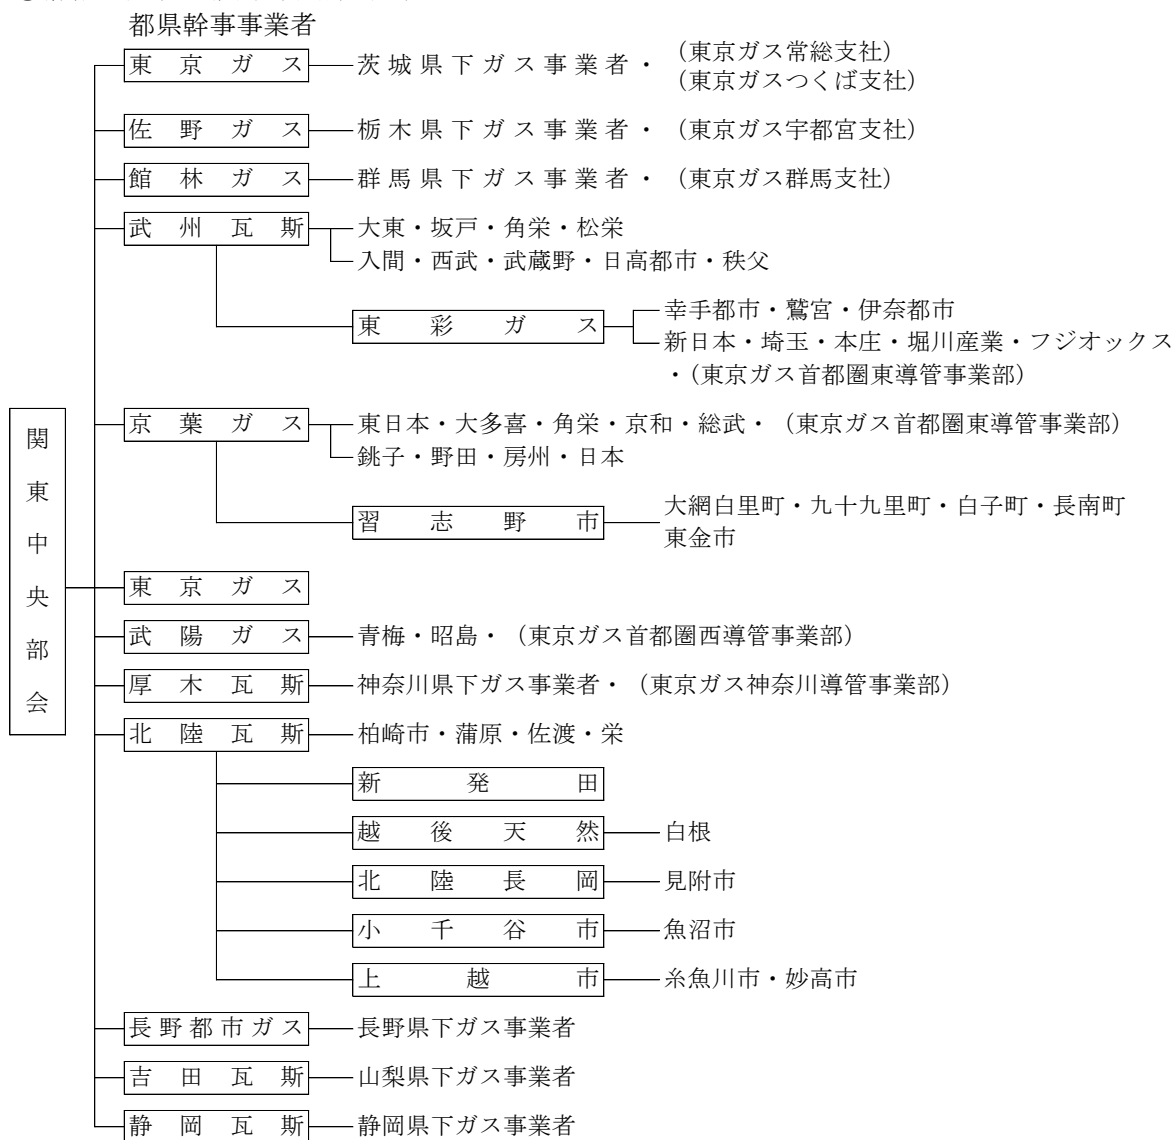 都県幹事事業者
東京ガス 茨城県下ガス事業者・（東京ガス常総支社）
（東京ガスつくば支社）
佐野ガス 栃木県下ガス事業者・（東京ガス宇都宮支社）
館林ガス 群馬県下ガス事業者・（東京ガス群馬支社）
武州瓦斯 大東・坂戸・角栄・松栄
入間・西武・武蔵野・日高都市・秩父
東彩ガス 幸手都市・鷲宮・伊奈都市
新日本・埼玉・本庄・堀川産業・フジオックス
・（東京ガス首都圏東導管事業部）
関東中央部会
京葉ガス 東日本・大多喜・角栄・京和・総武・（東京ガス首都圏東導管事業部）
銚子・野田・房州・日本
習志野市 大網白里町・九十九里町・白子町・長南町
東金市
東京ガス
武陽ガス 青梅・昭島・（東京ガス首都圏西導管事業部）
厚木瓦斯 神奈川県下ガス事業者・（東京ガス神奈川導管事業部）
北陸瓦斯 柏崎市・蒲原・佐渡・栄
新発田
越後天然 白根
北陸長岡 見附市
小千谷市 魚沼市
上越市 糸魚川市・妙高市
長野都市ガス 長野県下ガス事業者
吉田瓦斯 山梨県下ガス事業者
静岡瓦斯 静岡県下ガス事業者